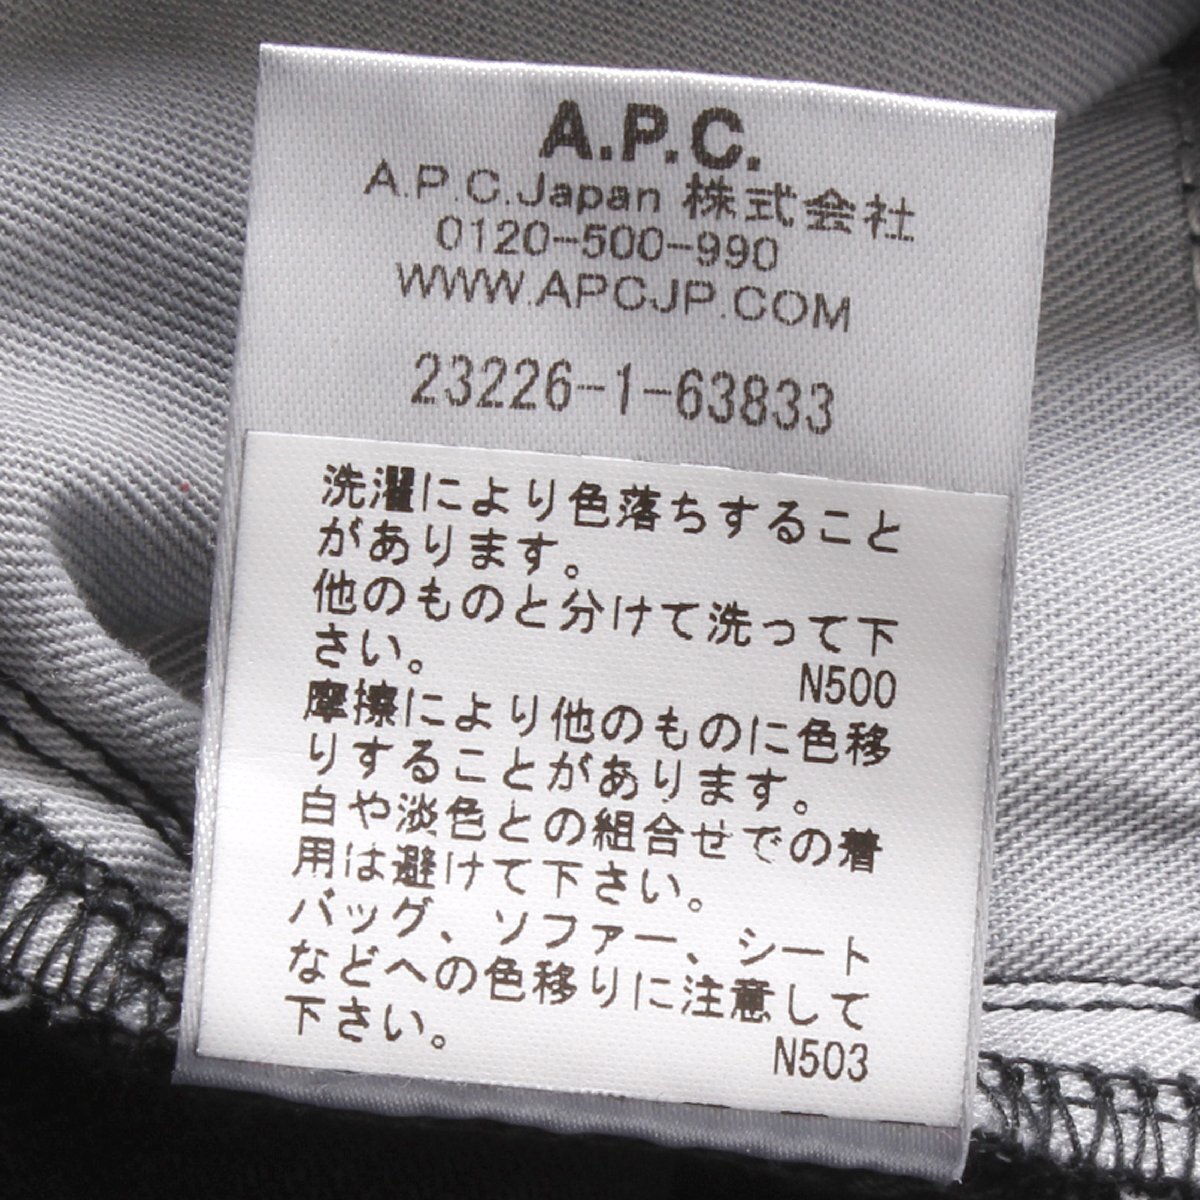 A.P.C.
A.P.C.Japan 株式会社
0120-500-990
WWW.APCJP.COM
23226-1-63833
洗濯により色落ちすること
があります。
他のものと分けて洗って下
さい。
N500
摩擦により他のものに色移
りすることがあります。
白や淡色との組合せでの着
用は避けて下さい。
バッグ、ソファー、シート
などへの色移りに注意して
下さい。
N503